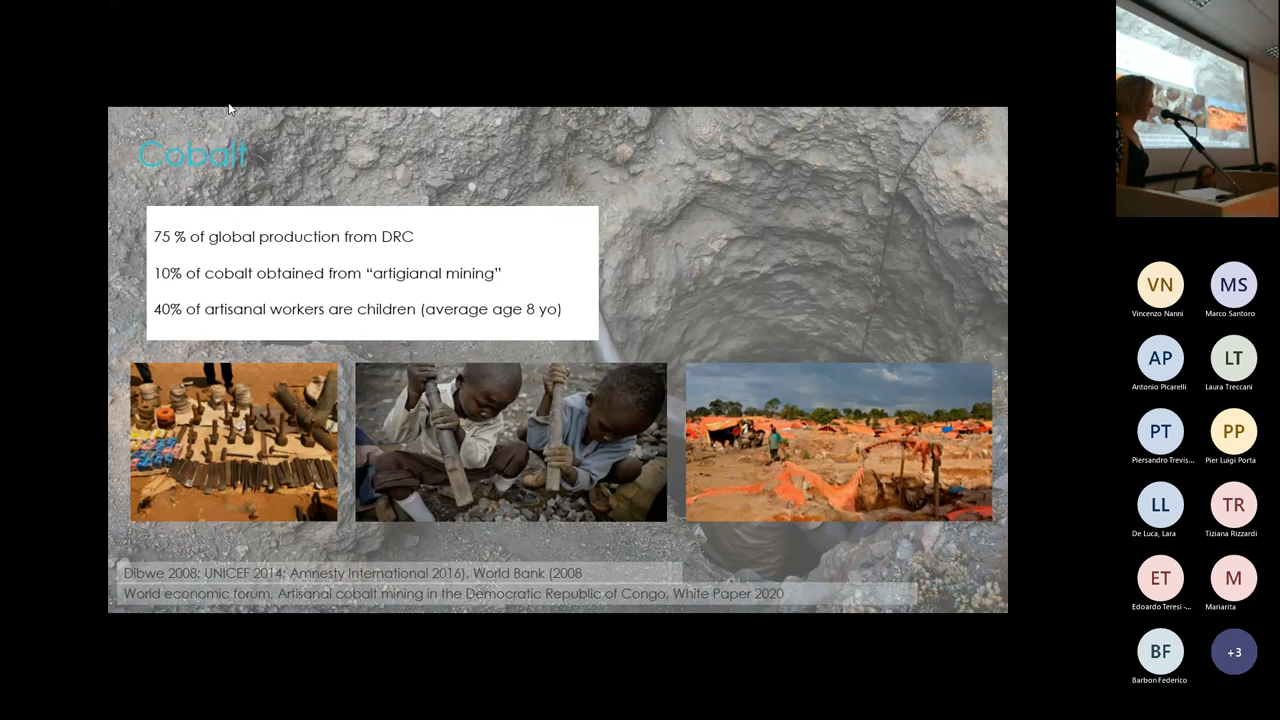 Cobalt
75 % of global production from DRC
10% of cobalt obtained from “artigianal mining”
40% of artisanal workers are children (average age 8 yo)
Dibwe 2008; UNICEF 2014; Amnesty International 2016), World Bank (2008
World economic forum, Artisanal cobalt mining in the Democratic Republic of Congo, White Paper 2020
VN
MS
Vincenzo Nanni
Marco Santoro
AP
LT
Antonio Picarelli
Laura Treccani
PT
PP
Piersandro Trevis...
Pier Luigi Porta
LL
TR
De Luca, Lara
Tiziana Rizzardi
ET
M
Edoardo Teresi -...
Mariarita
BF
+3
Barbon Federico